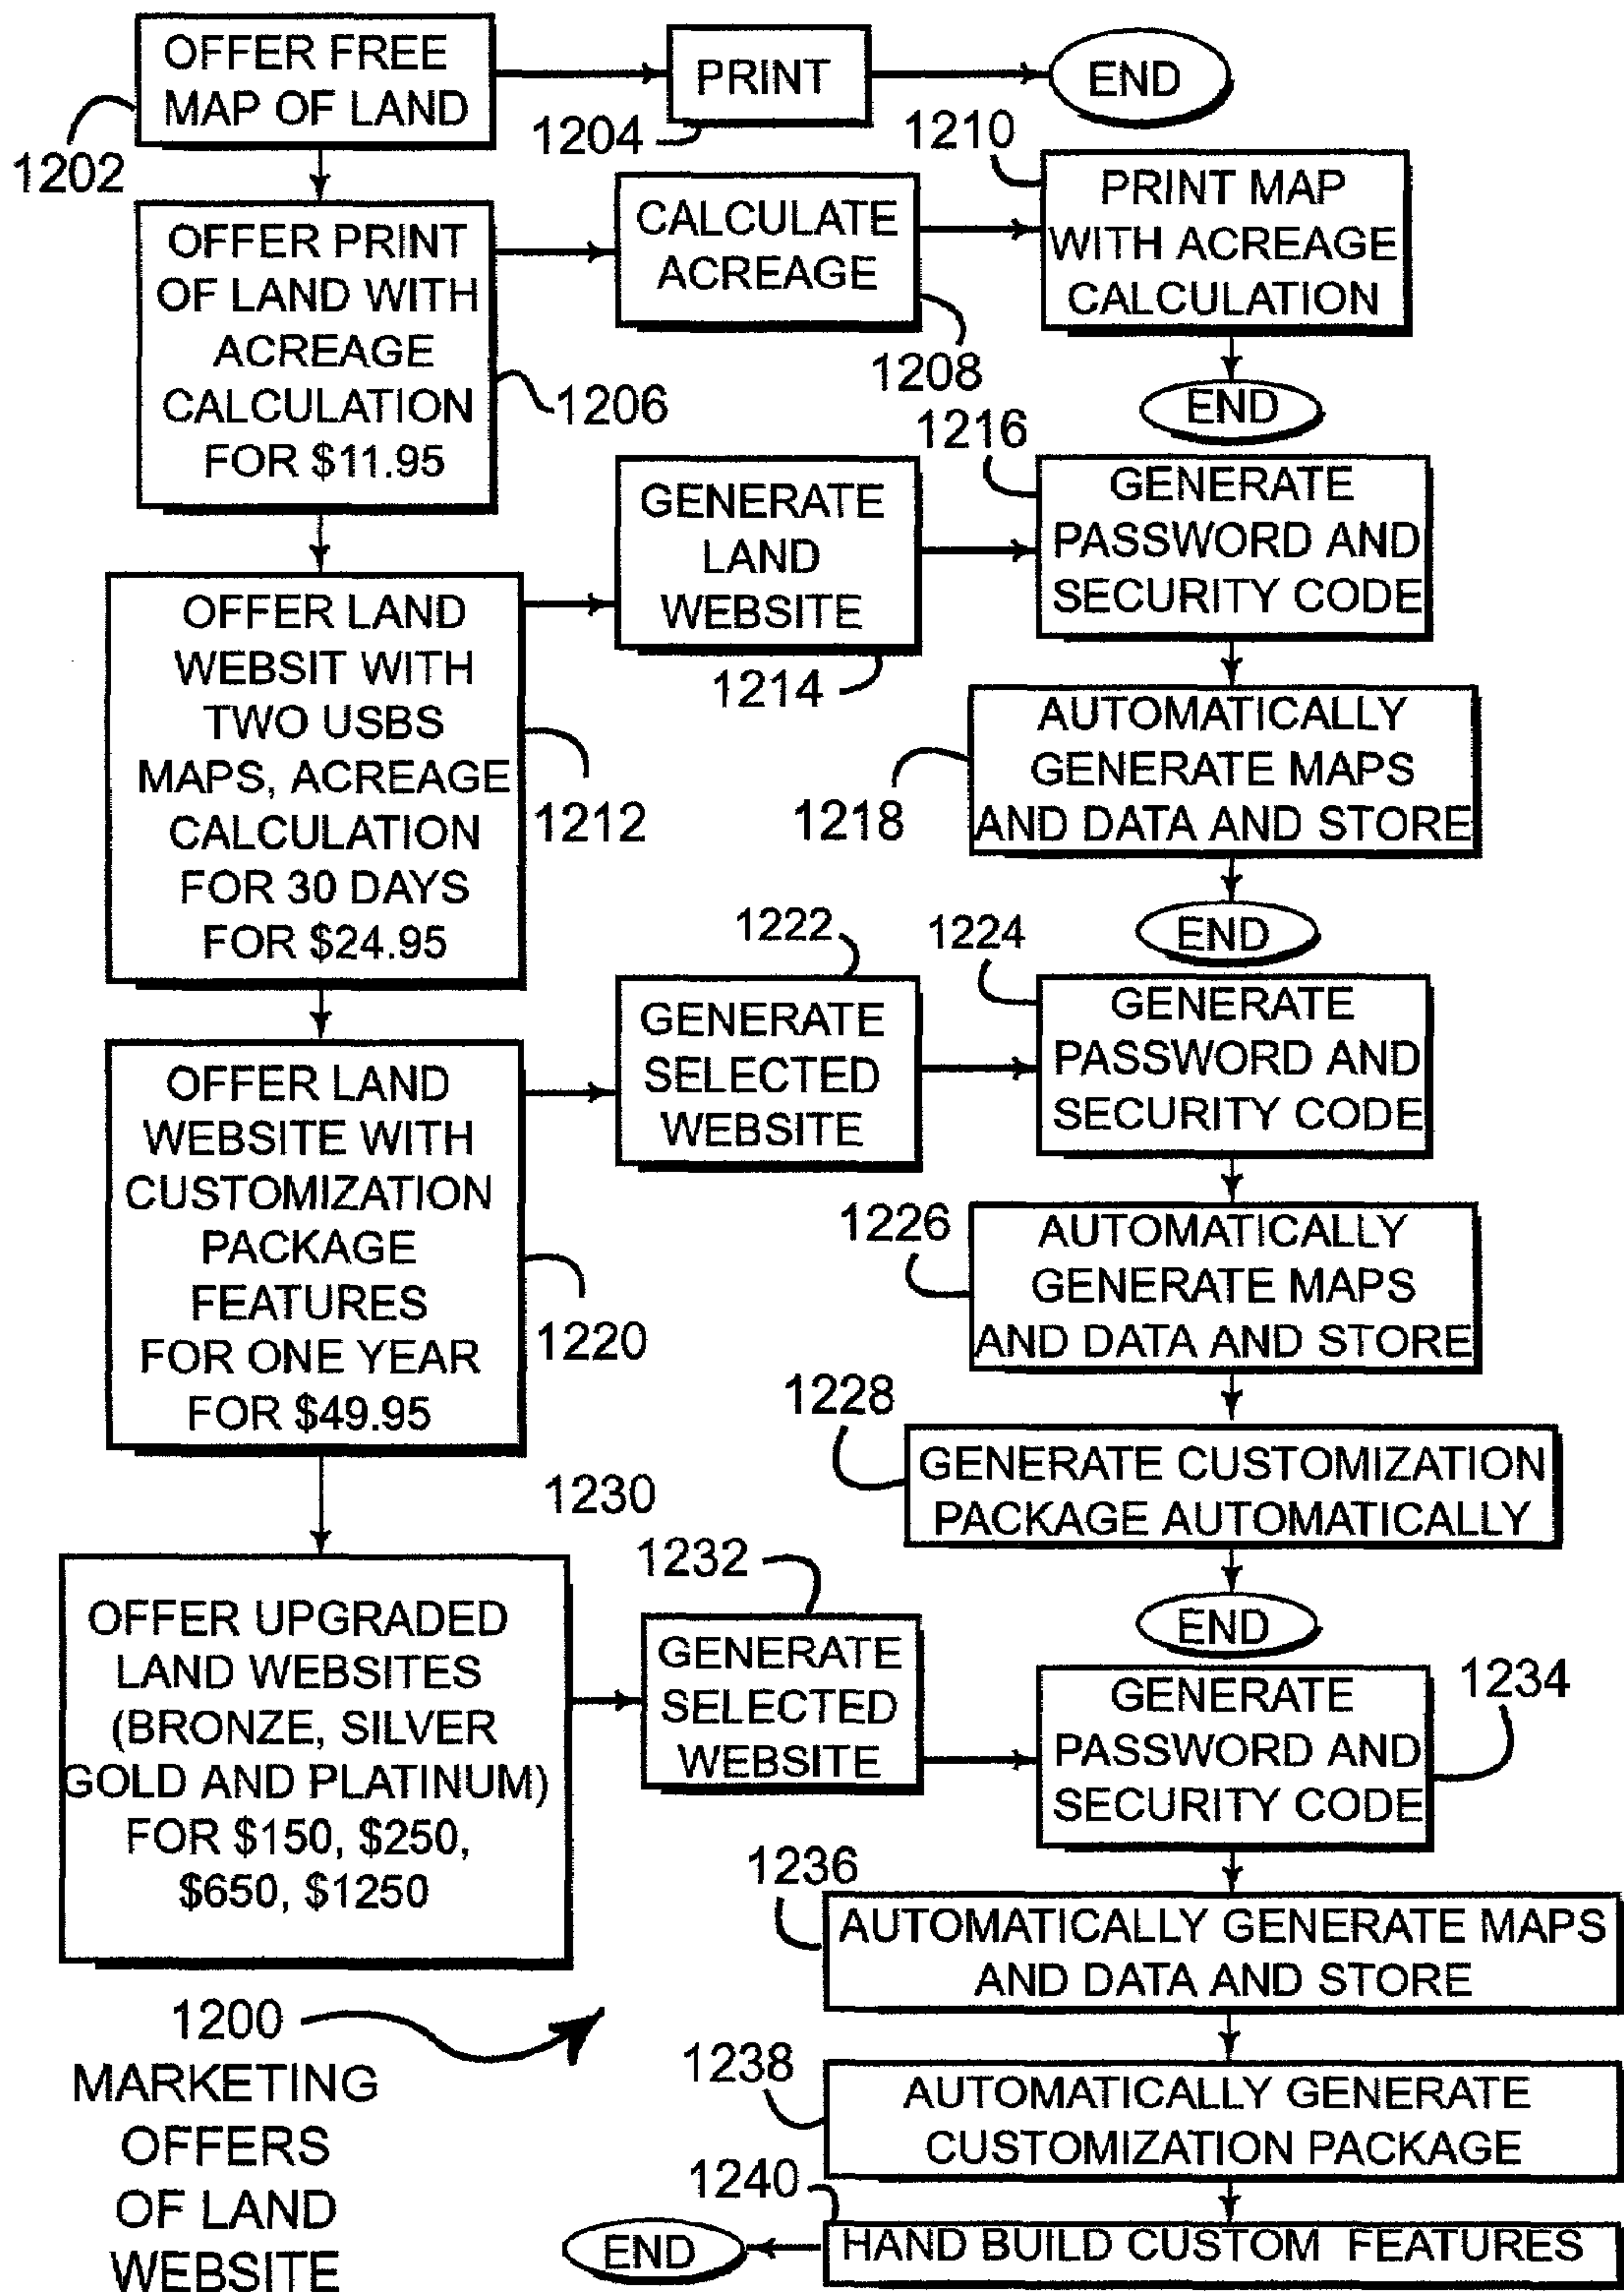 OFFER FREE
MAP OF LAND
1202
PRINT
1204
END
OFFER PRINT
OF LAND WITH
ACREAGE
CALCULATION
FOR $11.95
1206
CALCULATE
ACREAGE
1208
1210
PRINT MAP
WITH ACREAGE
CALCULATION
END
OFFER LAND
WEBSIT WITH
TWO USBS
MAPS, ACREAGE
CALCULATION
FOR 30 DAYS
FOR $24.95
1212
GENERATE
LAND
WEBSITE
1214
1216
GENERATE
PASSWORD AND
SECURITY CODE
1218
AUTOMATICALLY
GENERATE MAPS
AND DATA AND STORE
END
OFFER LAND
WEBSITE WITH
CUSTOMIZATION
PACKAGE
FEATURES
FOR ONE YEAR
FOR $49.95
1220
1222
GENERATE
SELECTED
WEBSITE
1224
GENERATE
PASSWORD AND
SECURITY CODE
1226
AUTOMATICALLY
GENERATE MAPS
AND DATA AND STORE
1228
GENERATE CUSTOMIZATION
PACKAGE AUTOMATICALLY
END
1230
OFFER UPGRADED
LAND WEBSITES
(BRONZE, SILVER
GOLD AND PLATINUM)
FOR $150, $250,
$650, $1250
1232
GENERATE
SELECTED
WEBSITE
1234
GENERATE
PASSWORD AND
SECURITY CODE
1236
AUTOMATICALLY GENERATE MAPS
AND DATA AND STORE
1238
AUTOMATICALLY GENERATE
CUSTOMIZATION PACKAGE
1240
HAND BUILD CUSTOM FEATURES
END
1200
MARKETING
OFFERS
OF LAND
WEBSITE